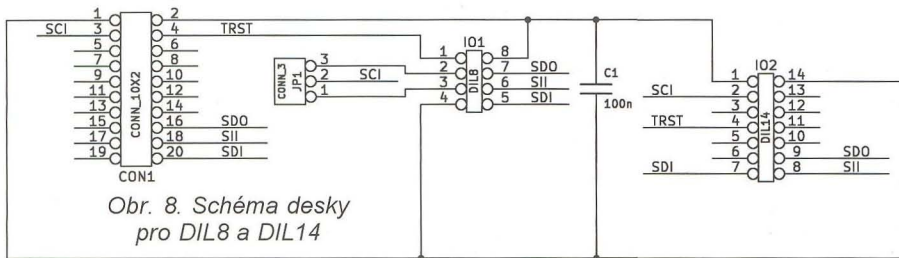 1 2
SCI 3 4 TRST
5 6
7 8
9 10
11 12
13 14
15 16 SDO
17 18 SII
19 20 SDI
CONN_10X2
CON1
CONN_3
JP1
3
2 SCI
1
IO1
1 8
2 7 SDO
3 6 SII
4 5 SDI
DIL8
C1
100n
IO2
1 14
SCI 2 13
3 12
TRST 4 11
5 10
6 9 SDO
SDI 7 8 SII
DIL14
Obr. 8. Schéma desky
pro DIL8 a DIL14